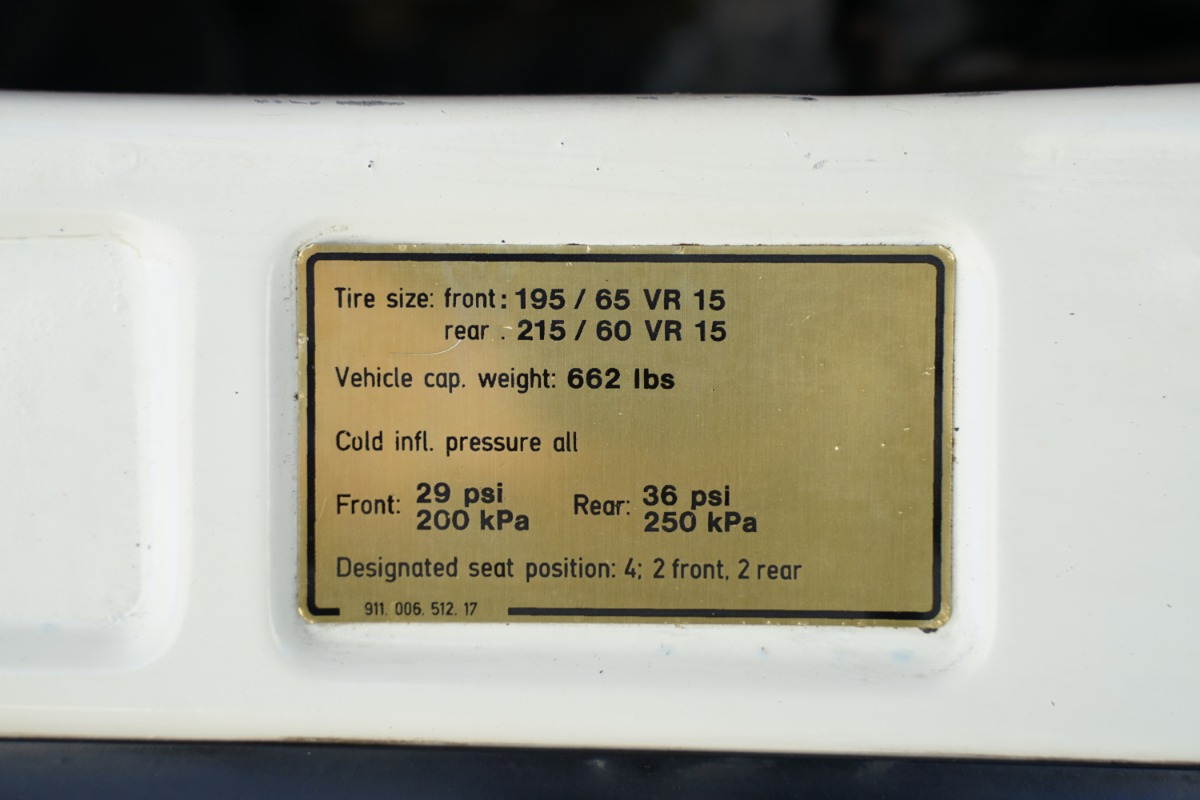 Tire size: front: 195 / 65 VR 15
rear : 215 / 60 VR 15
Vehicle cap. weight: 662 lbs
Cold infl. pressure all
Front: 29 psi 200 kPa Rear: 36 psi 250 kPa
Designated seat position: 4; 2 front, 2 rear
911. 006. 512. 17